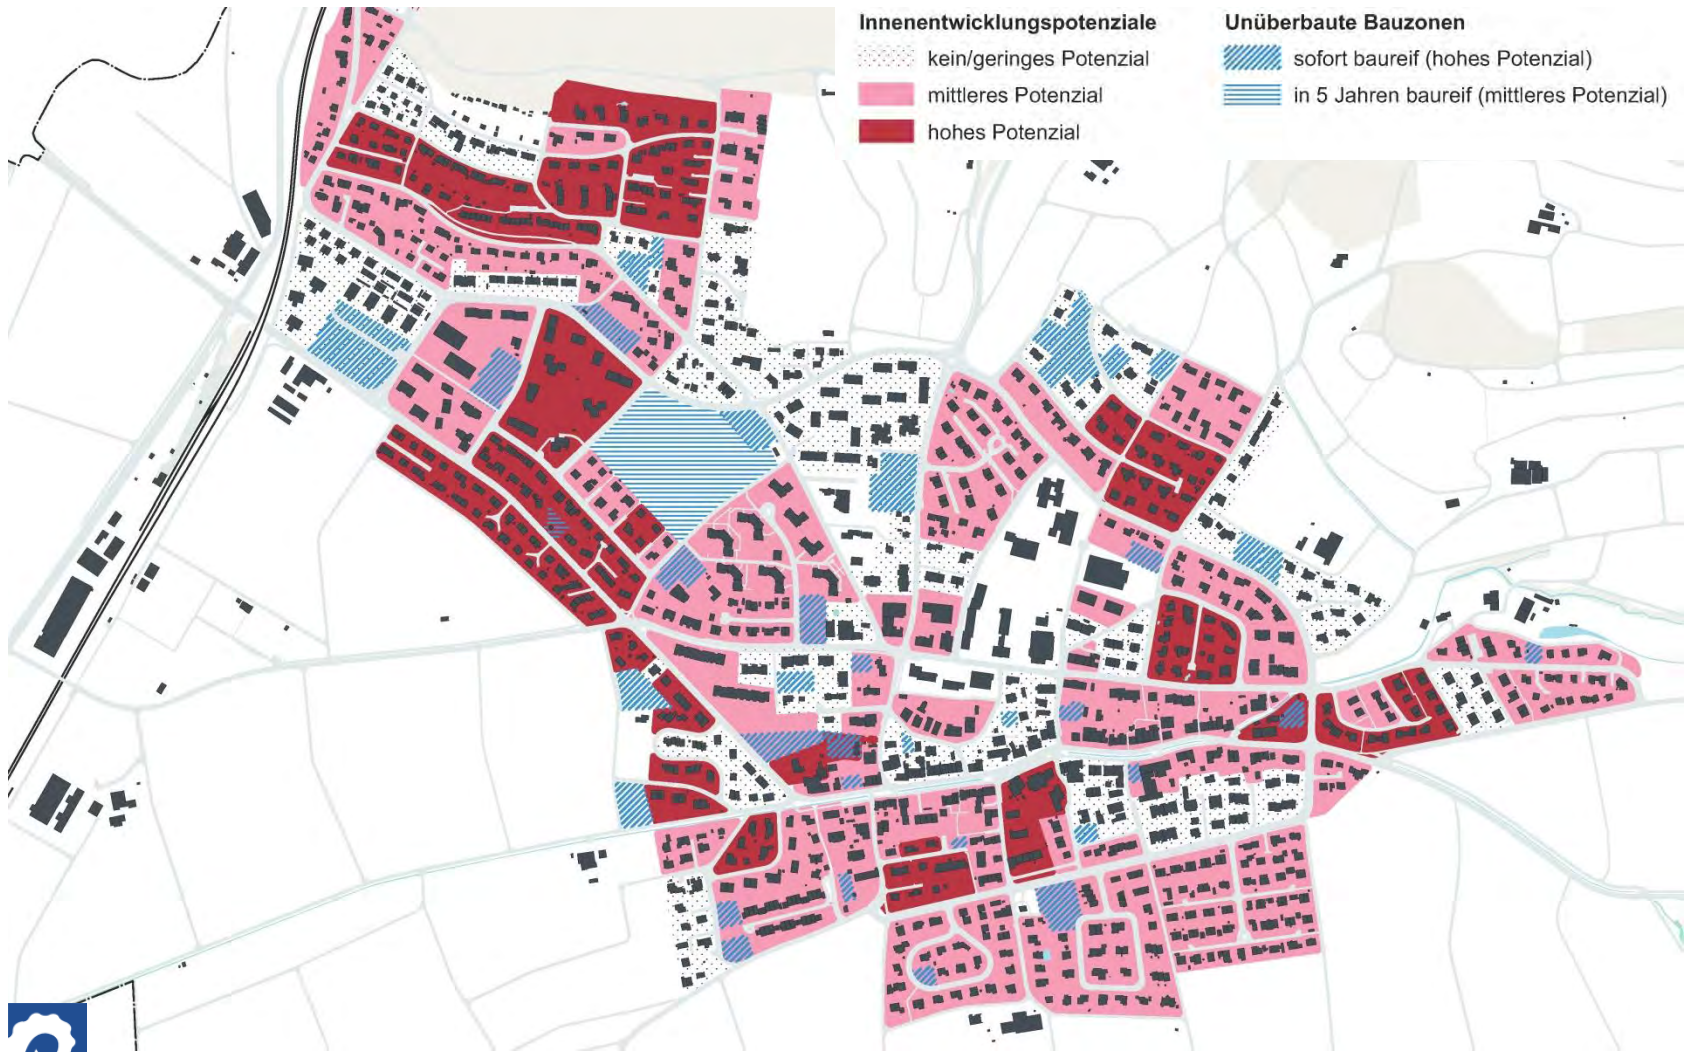 Innenentwicklungspotenziale
kein/geringes Potenzial
mittleres Potenzial
hohes Potenzial
Unüberbaute Bauzonen
sofort baureif (hohes Potenzial)
in 5 Jahren baureif (mittleres Potenzial)